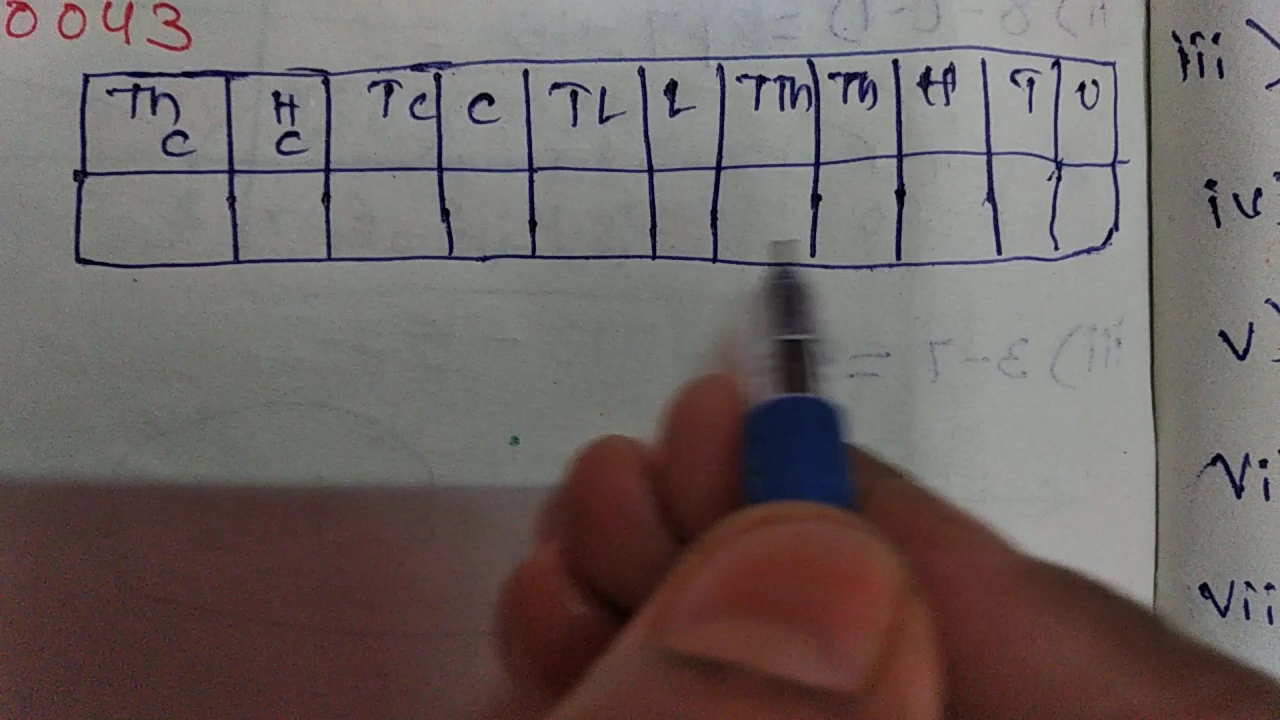 0043
Th H TC C TL L TTh Th H T U
C C
iii)
iv)
v)
vi
vii